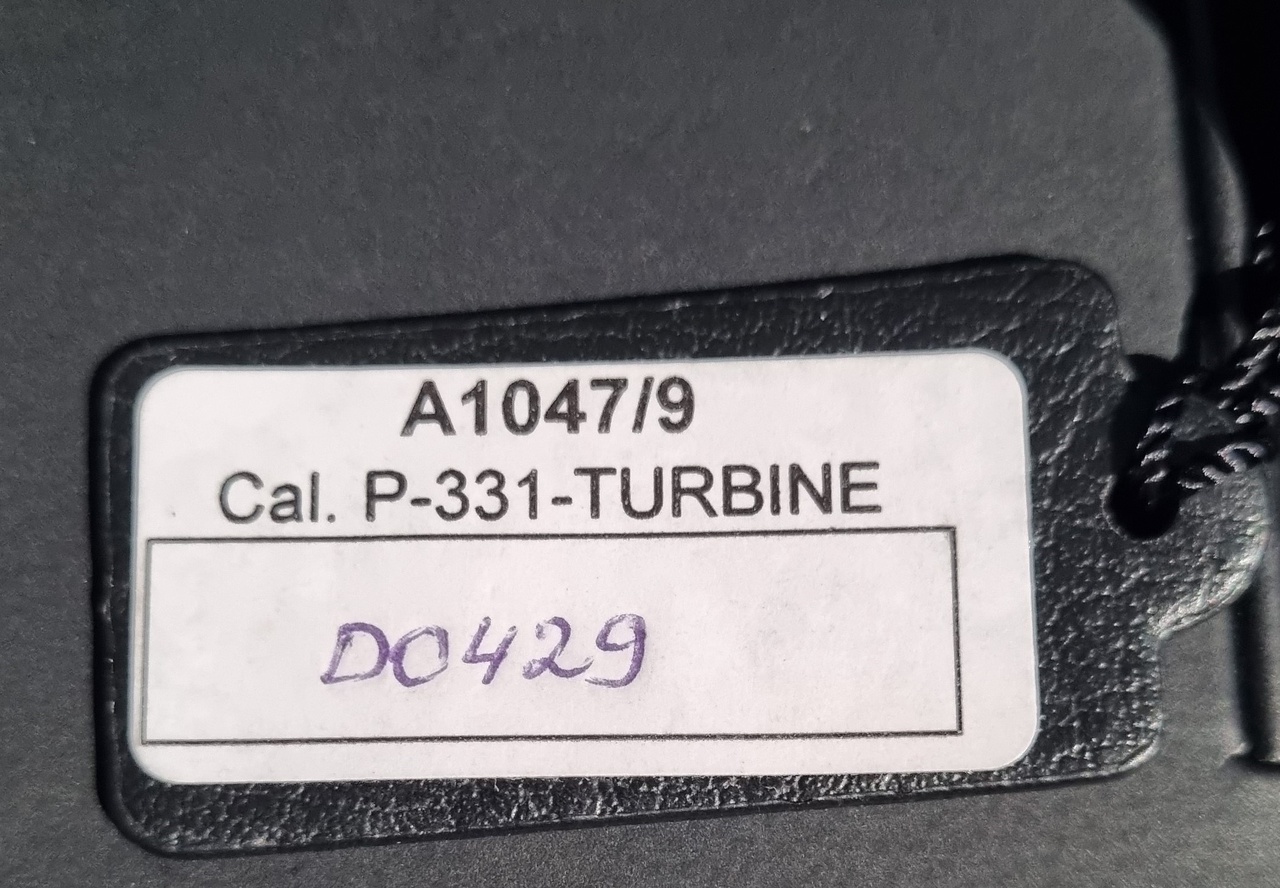 A1047/9
Cal. P-331-TURBINE
D0429